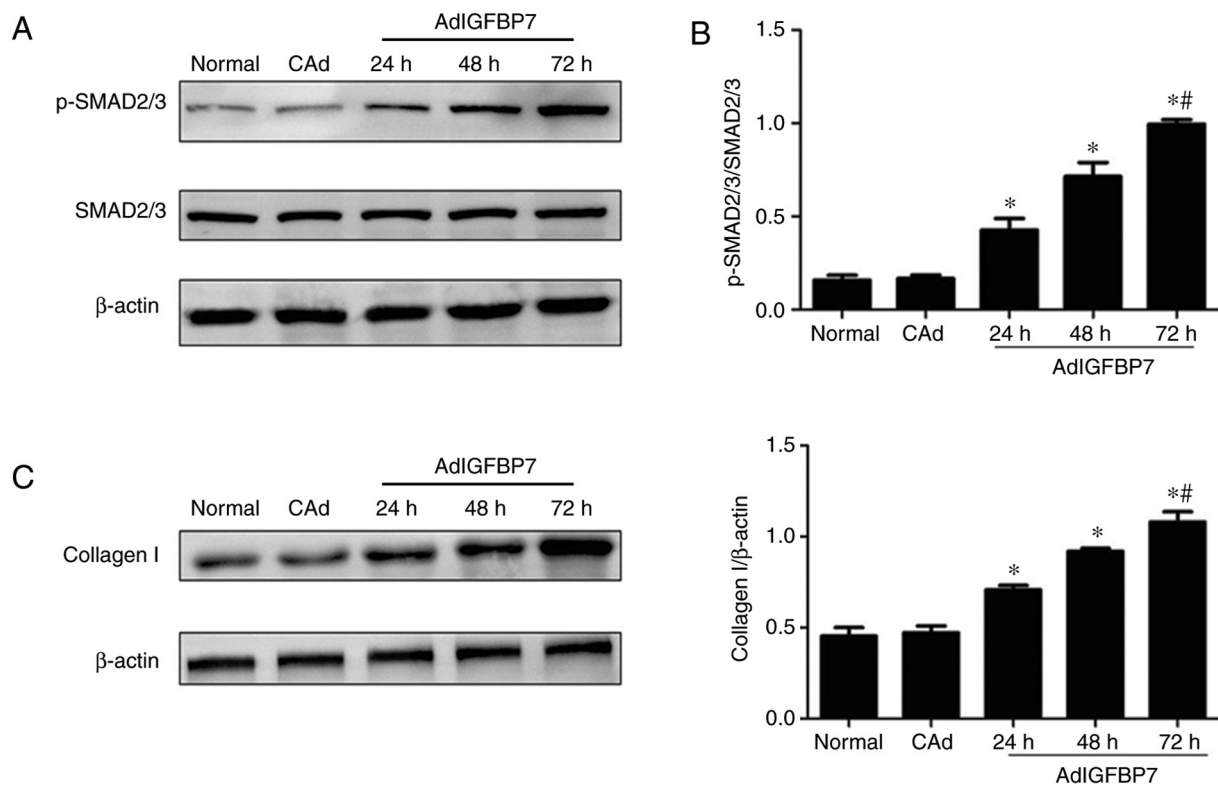 A
AdIGFBP7
Normal CAd 24 h 48 h 72 h
p-SMAD2/3
SMAD2/3
β-actin
B
p-SMAD2/3/SMAD2/3
1.5
1.0
0.5
0.0
*
*
*#
Normal CAd 24 h 48 h 72 h
AdIGFBP7
C
AdIGFBP7
Normal CAd 24 h 48 h 72 h
Collagen I
β-actin
Collagen I/β-actin
1.5
1.0
0.5
0.0
*
*
*#
Normal CAd 24 h 48 h 72 h
AdIGFBP7